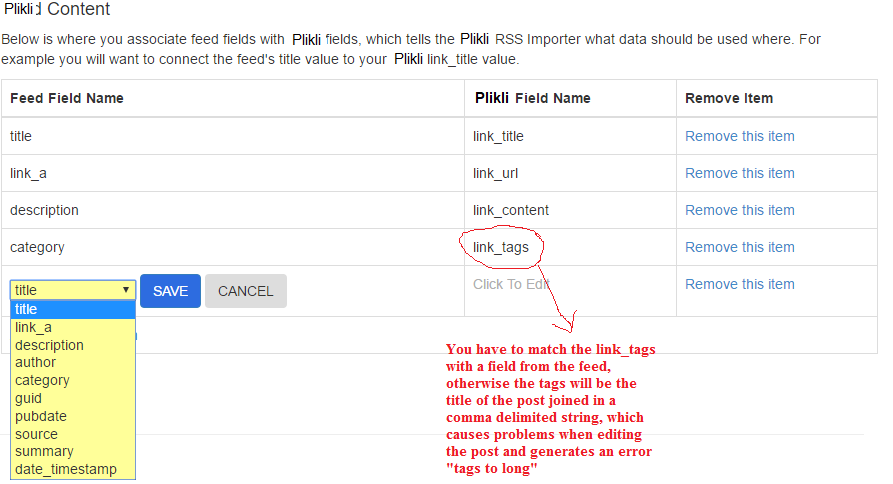 Plikli Content
Below is where you associate feed fields with Plikli fields, which tells the Plikli RSS Importer what data should be used where. For
example you will want to connect the feed's title value to your Plikli link_title value.
Feed Field Name Plikli Field Name Remove Item
title link_title Remove this item
link_a link_url Remove this item
description link_content Remove this item
category link_tags Remove this item
title SAVE CANCEL Click To Edit Remove this item
title
link_a
description
author
category
guid
pubdate
source
summary
date_timestamp
You have to match the link_tags
with a field from the feed,
otherwise the tags will be the
title of the post joined in a
comma delimited string, which
causes problems when editing
the post and generates an error
"tags to long"